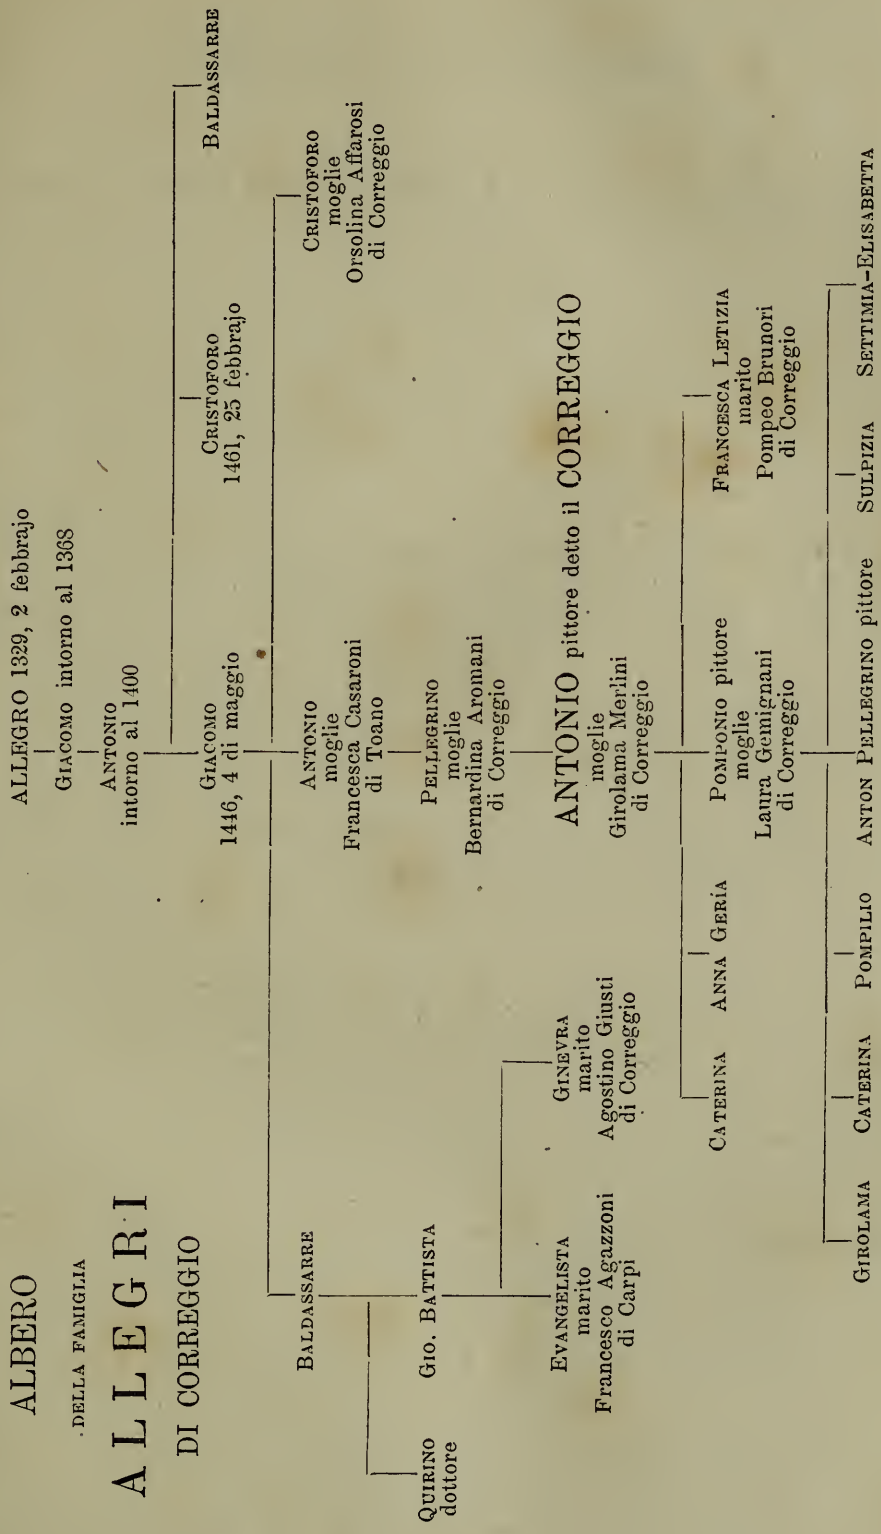 ALBERO
DELLA FAMIGLIA
ALLEGRI
DI CORREGGIO
ALLEGRO 1329, 2 febbrajo
GIACOMO intorno al 1368
ANTONIO
intorno al 1400
GIACOMO
1446, 4 di maggio
CRISTOFORO
1461, 25 febbrajo
BALDASSARRE
BALDASSARRE
ANTONIO
moglie
Francesca Casaroni
di Toano
CRISTOFORO
moglie
Orsolina Affarosi
di Correggio
QUIRINO
dottore
GIO. BATTISTA
PELLEGRINO
moglie
Bernardina Aromani
di Correggio
EVANGELISTA
marito
Francesco Agazzoni
di Carpi
GINEVRA
marito
Agostino Giusti
di Correggio
ANTONIO pittore detto il CORREGGIO
moglie
Girolama Merlini
di Correggio
CATERINA
ANNA GERIA
POMPONIO pittore
moglie
Laura Gemignani
di Correggio
FRANCESCA LETIZIA
marito
Pompeo Brunori
di Correggio
GIROLAMA
CATERINA
POMPILIO
ANTON PELLEGRINO pittore
SULPIZIA
SETTIMIA-ELISABETTA